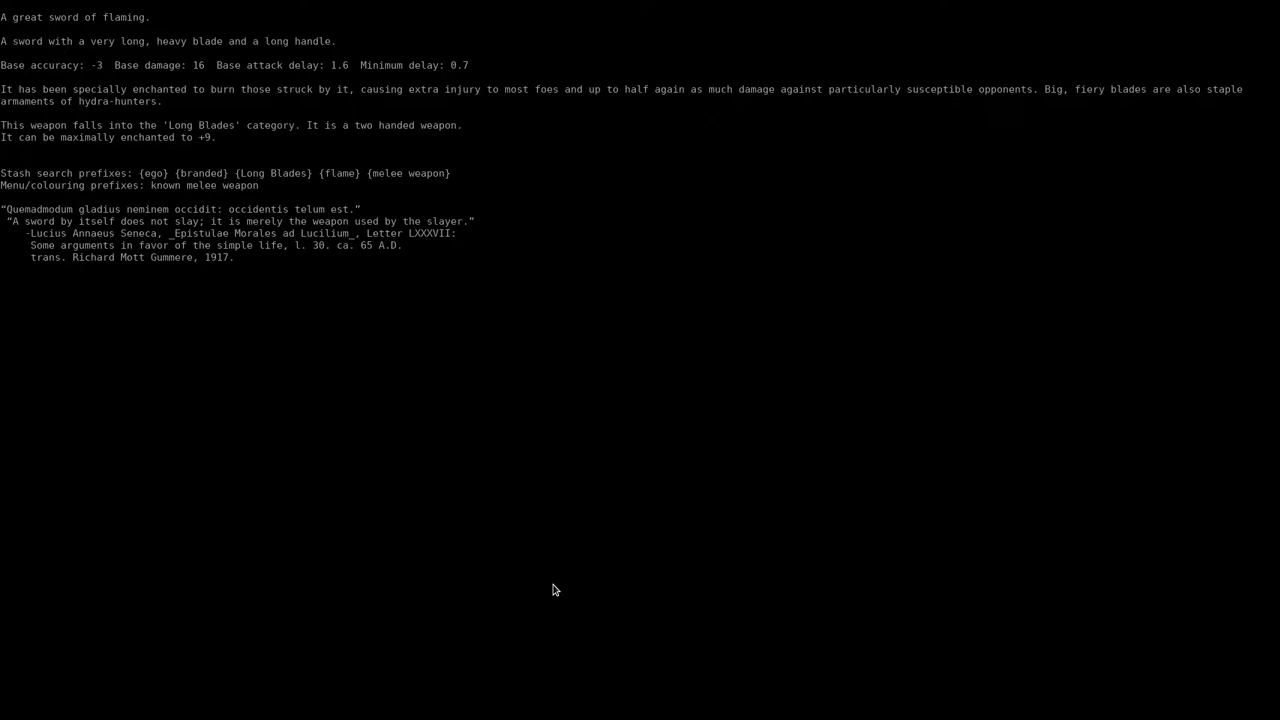 A great sword of flaming.
A sword with a very long, heavy blade and a long handle.
Base accuracy: -3  Base damage: 16  Base attack delay: 1.6  Minimum delay: 0.7
It has been specially enchanted to burn those struck by it, causing extra injury to most foes and up to half again as much damage against particularly susceptible opponents. Big, fiery blades are also staple
armaments of hydra-hunters.
This weapon falls into the 'Long Blades' category. It is a two handed weapon.
It can be maximally enchanted to +9.
Stash search prefixes: {ego} {branded} {Long Blades} {flame} {melee weapon}
Menu/colouring prefixes: known melee weapon
“Quemadmodum gladius neminem occidit: occidentis telum est.”
“A sword by itself does not slay; it is merely the weapon used by the slayer.”
-Lucius Annaeus Seneca, _Epistulae Morales ad Lucilium_, Letter LXXXVII:
Some arguments in favor of the simple life, l. 30. ca. 65 A.D.
trans. Richard Mott Gummere, 1917.